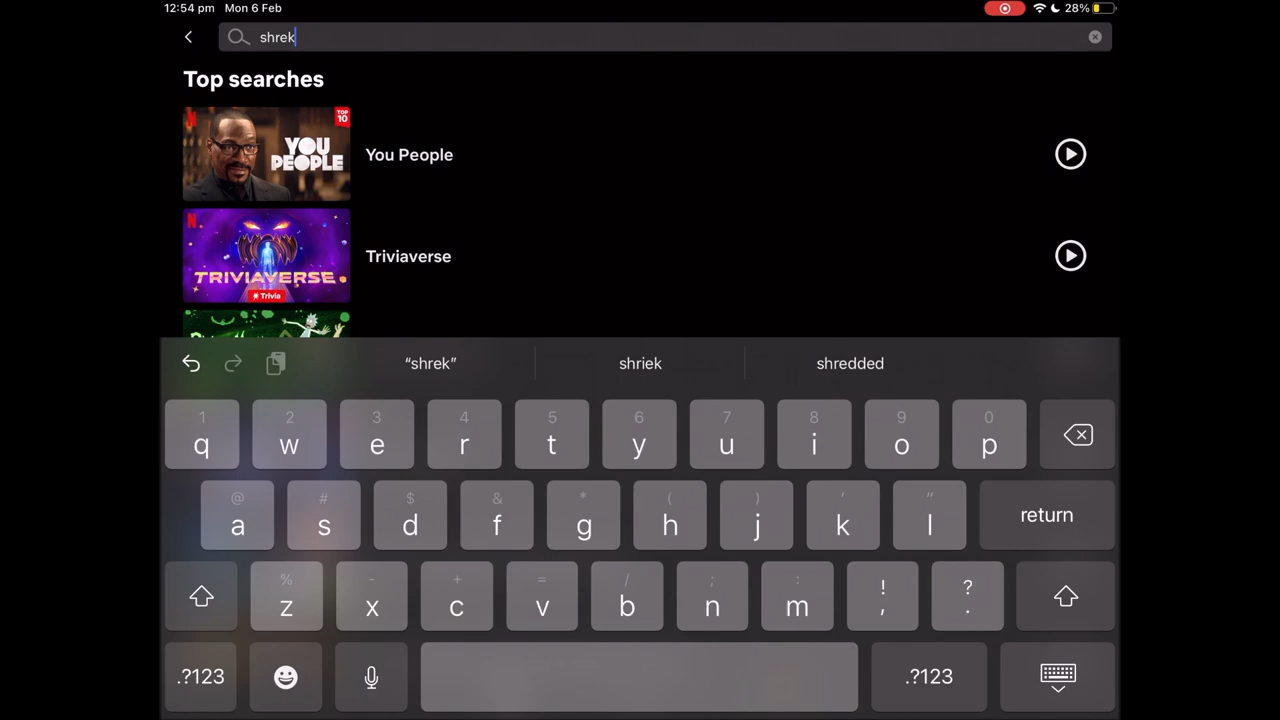 12:54 pm Mon 6 Feb 28%
shrek
Top searches
TOP
10
YOU
PEOPLE
You People
TRIVIAVERSE
Trivia
Triviaverse
“shrek” shriek shredded
1 2 3 4 5 6 7 8 9 0
q w e r t y u i o p
@ # $ & * ( ) ' "
a s d f g h j k l return
% - + = / ; : ! ?
z x c v b n m , .
.?123 .?123